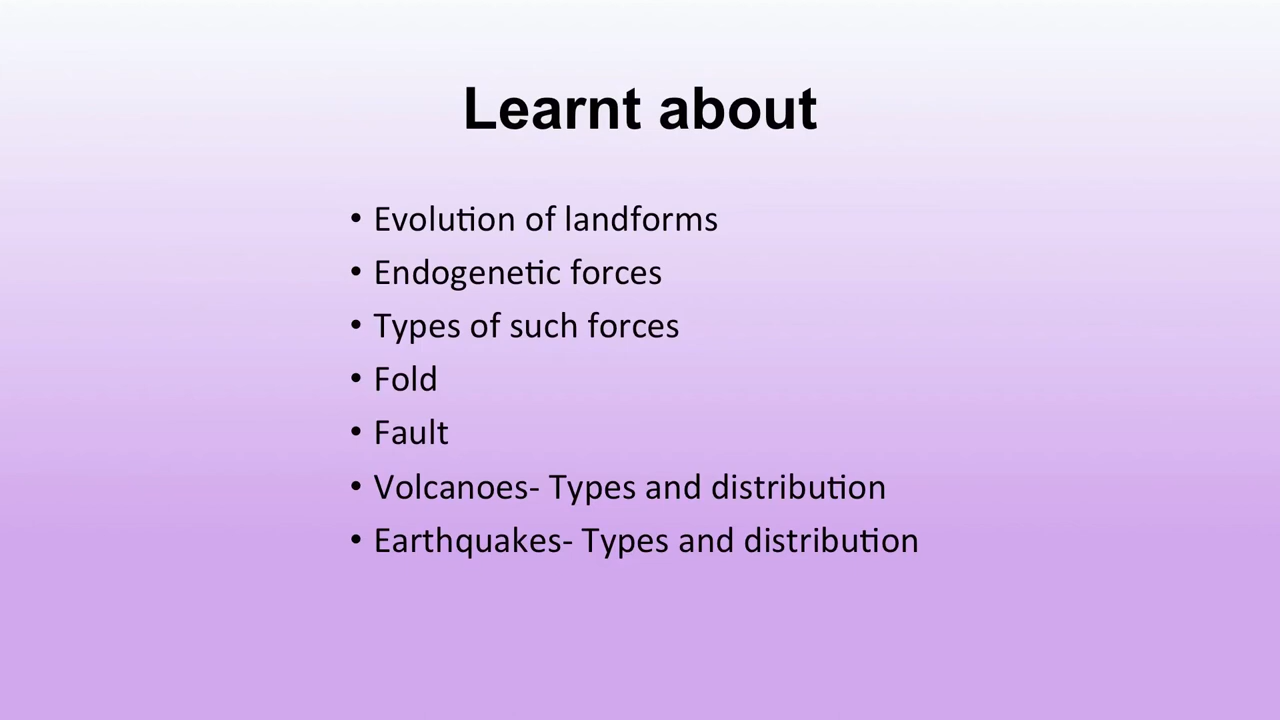 Learnt about
• Evolution of landforms
• Endogenetic forces
• Types of such forces
• Fold
• Fault
• Volcanoes- Types and distribution
• Earthquakes- Types and distribution